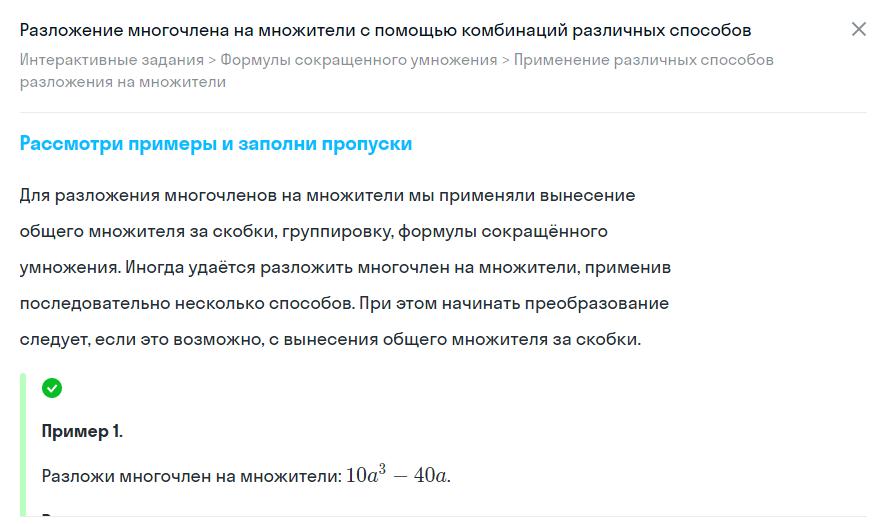 Разложение многочлена на множители с помощью комбинаций различных способов
Интерактивные задания > Формулы сокращенного умножения > Применение различных способов
разложения на множители
Рассмотри примеры и заполни пропуски
Для разложения многочленов на множители мы применяли вынесение
общего множителя за скобки, группировку, формулы сокращённого
умножения. Иногда удаётся разложить многочлен на множители, применив
последовательно несколько способов. При этом начинать преобразование
следует, если это возможно, с вынесения общего множителя за скобки.
Пример 1.
Разложи многочлен на множители: 10a³ − 40a.